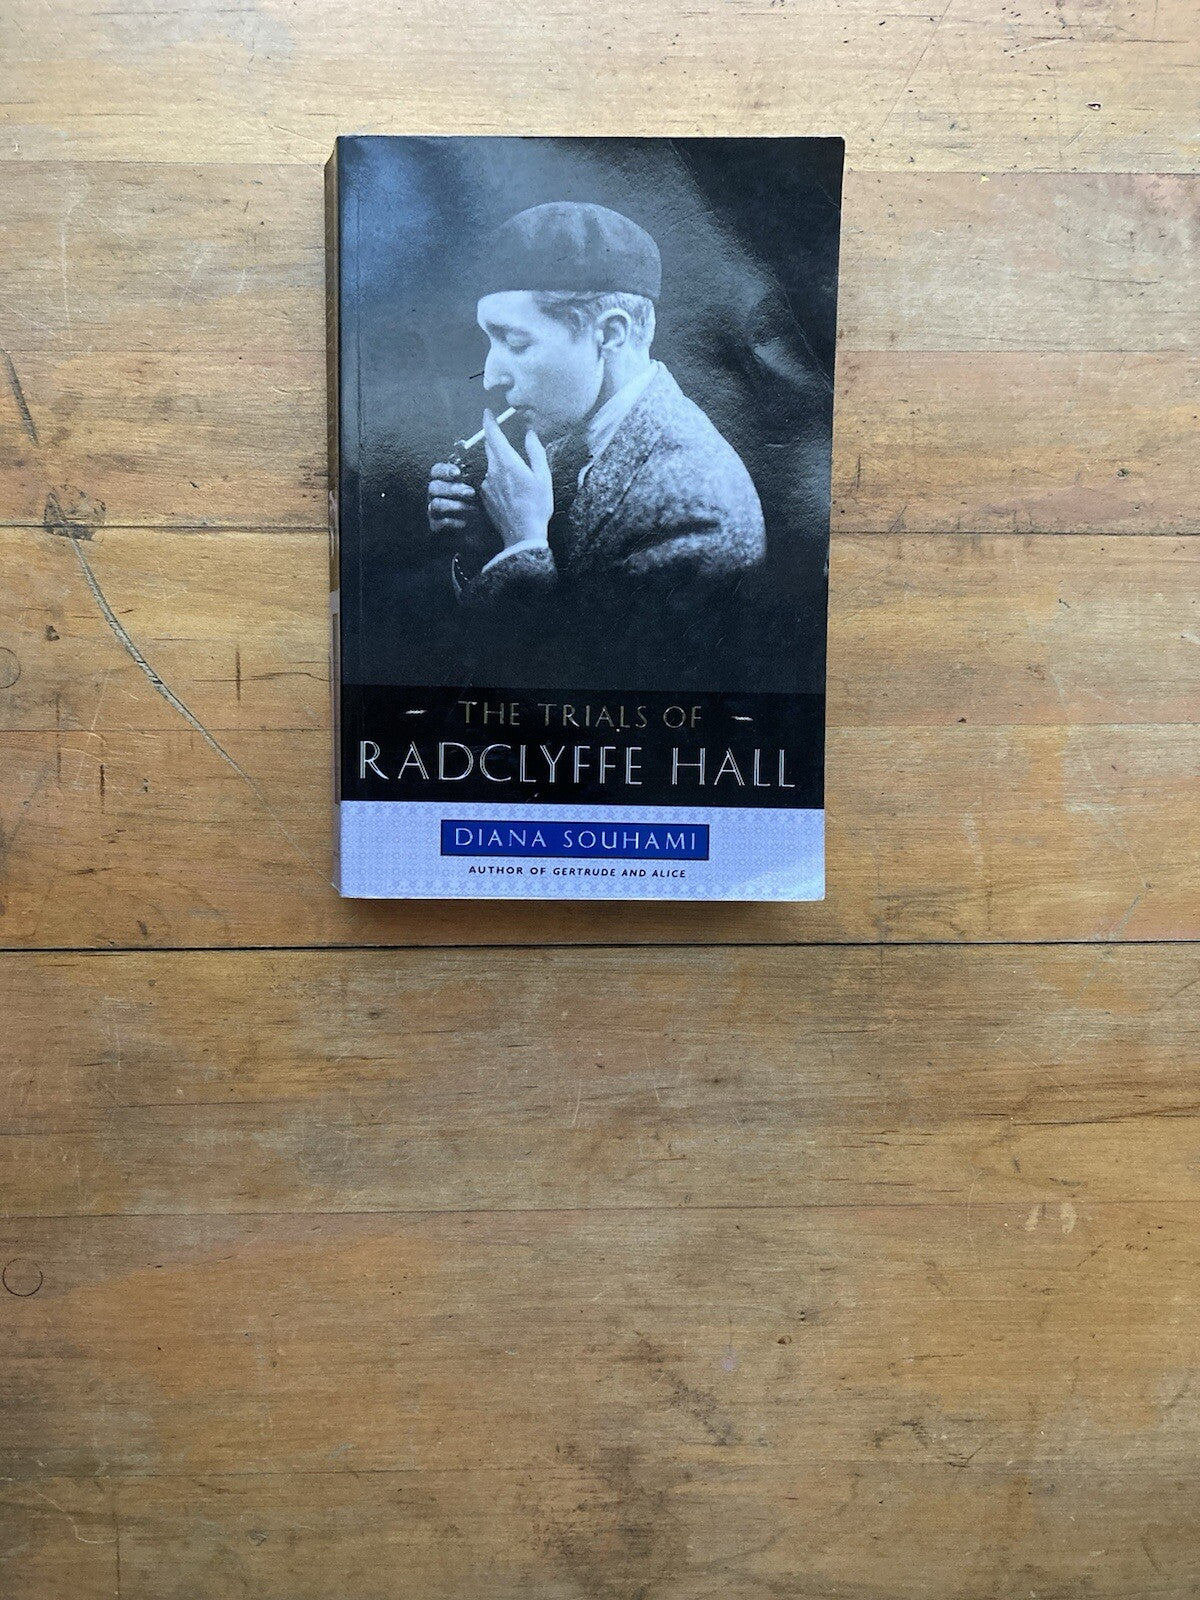 THE TRIALS OF
RADCLYFFE HALL
DIANA SOUHAMI
AUTHOR OF GERTRUDE AND ALICE